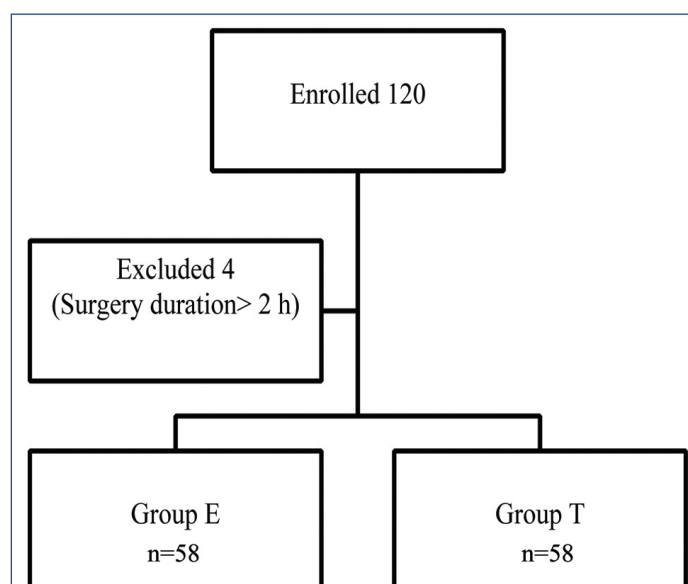 Enrolled 120
Excluded 4
(Surgery duration> 2 h)
Group E
n=58
Group T
n=58